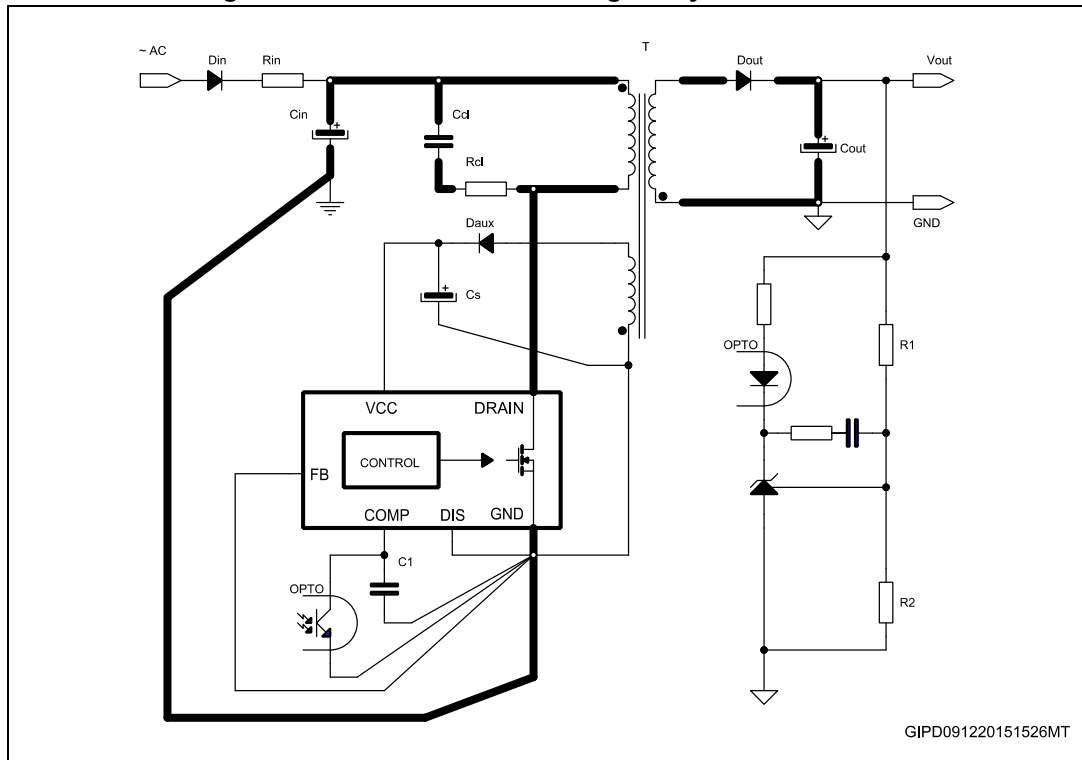 ~ AC
Din
Rin
T
Dout
Vout
Cin
+
Ccl
Rcl
+
Cout
GND
Daux
+
Cs
OPTO
R1
VCC
DRAIN
CONTROL
FB
COMP
DIS
GND
C1
OPTO
R2
GIPD091220151526MT